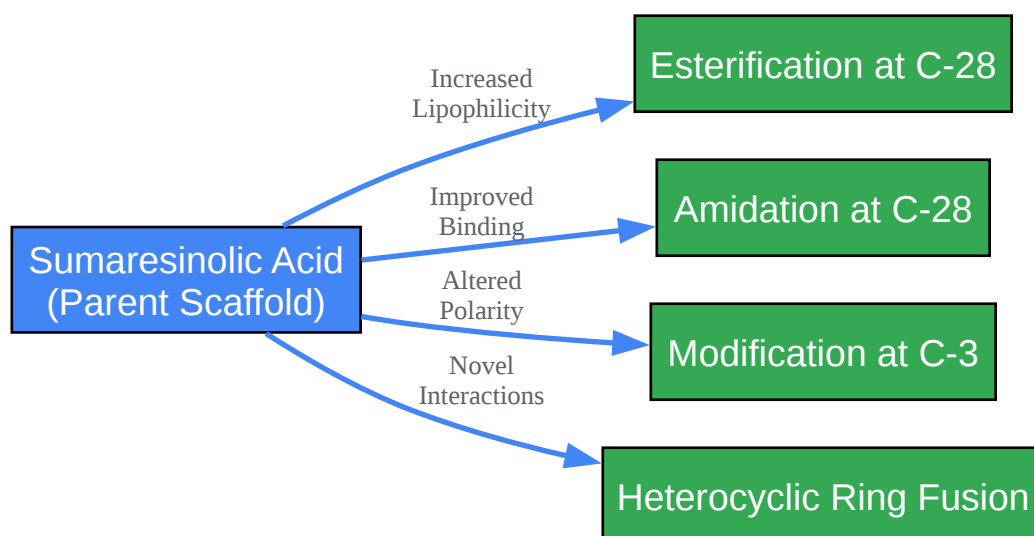 Increased
Lipophilicity
Esterification at C-28
Improved
Binding
Amidation at C-28
Sumaresinolic Acid
(Parent Scaffold)
Altered
Polarity
Modification at C-3
Novel
Interactions
Heterocyclic Ring Fusion